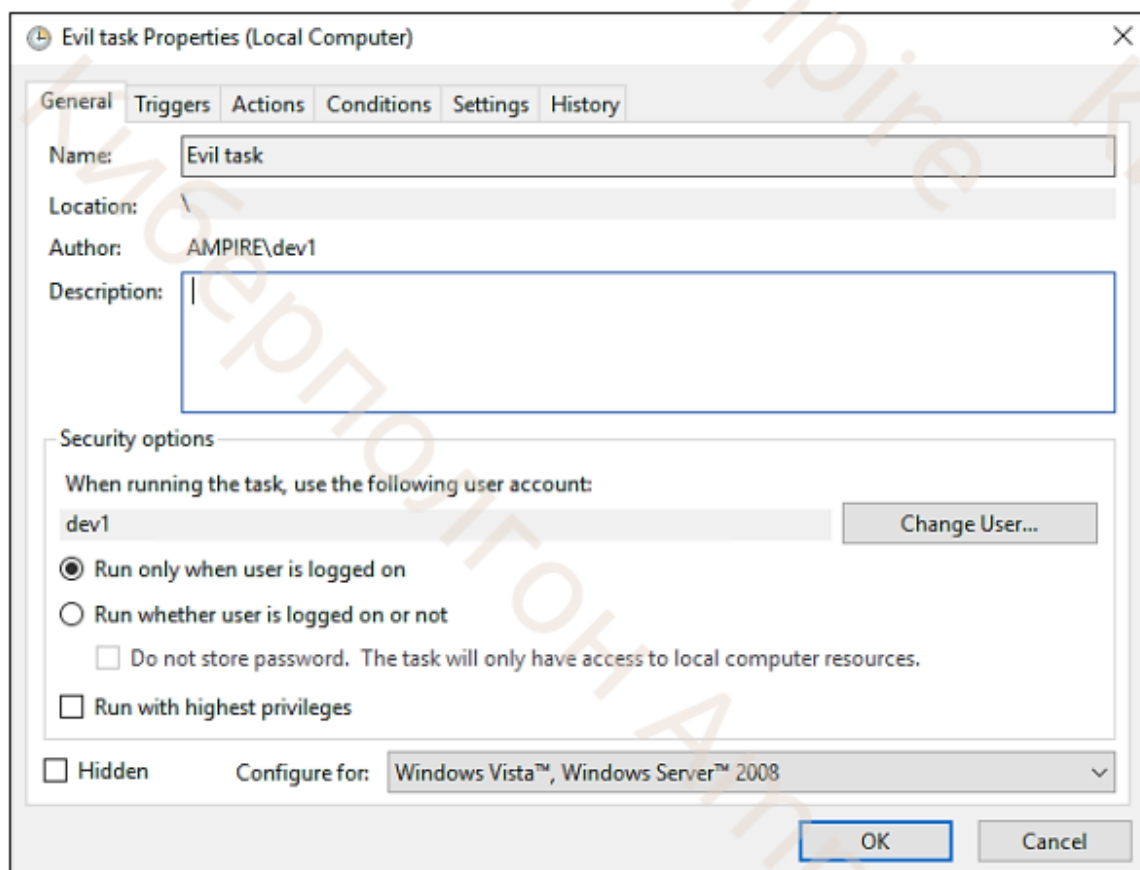 Evil task Properties (Local Computer)
General Triggers Actions Conditions Settings History
Name: Evil task
Location: \
Author: AMPIRE\dev1
Description:
Security options
When running the task, use the following user account:
dev1 Change User...
Run only when user is logged on
Run whether user is logged on or not
Do not store password. The task will only have access to local computer resources.
Run with highest privileges
Hidden Configure for: Windows Vista™, Windows Server™ 2008
OK Cancel
Киберполигон Am
mpire